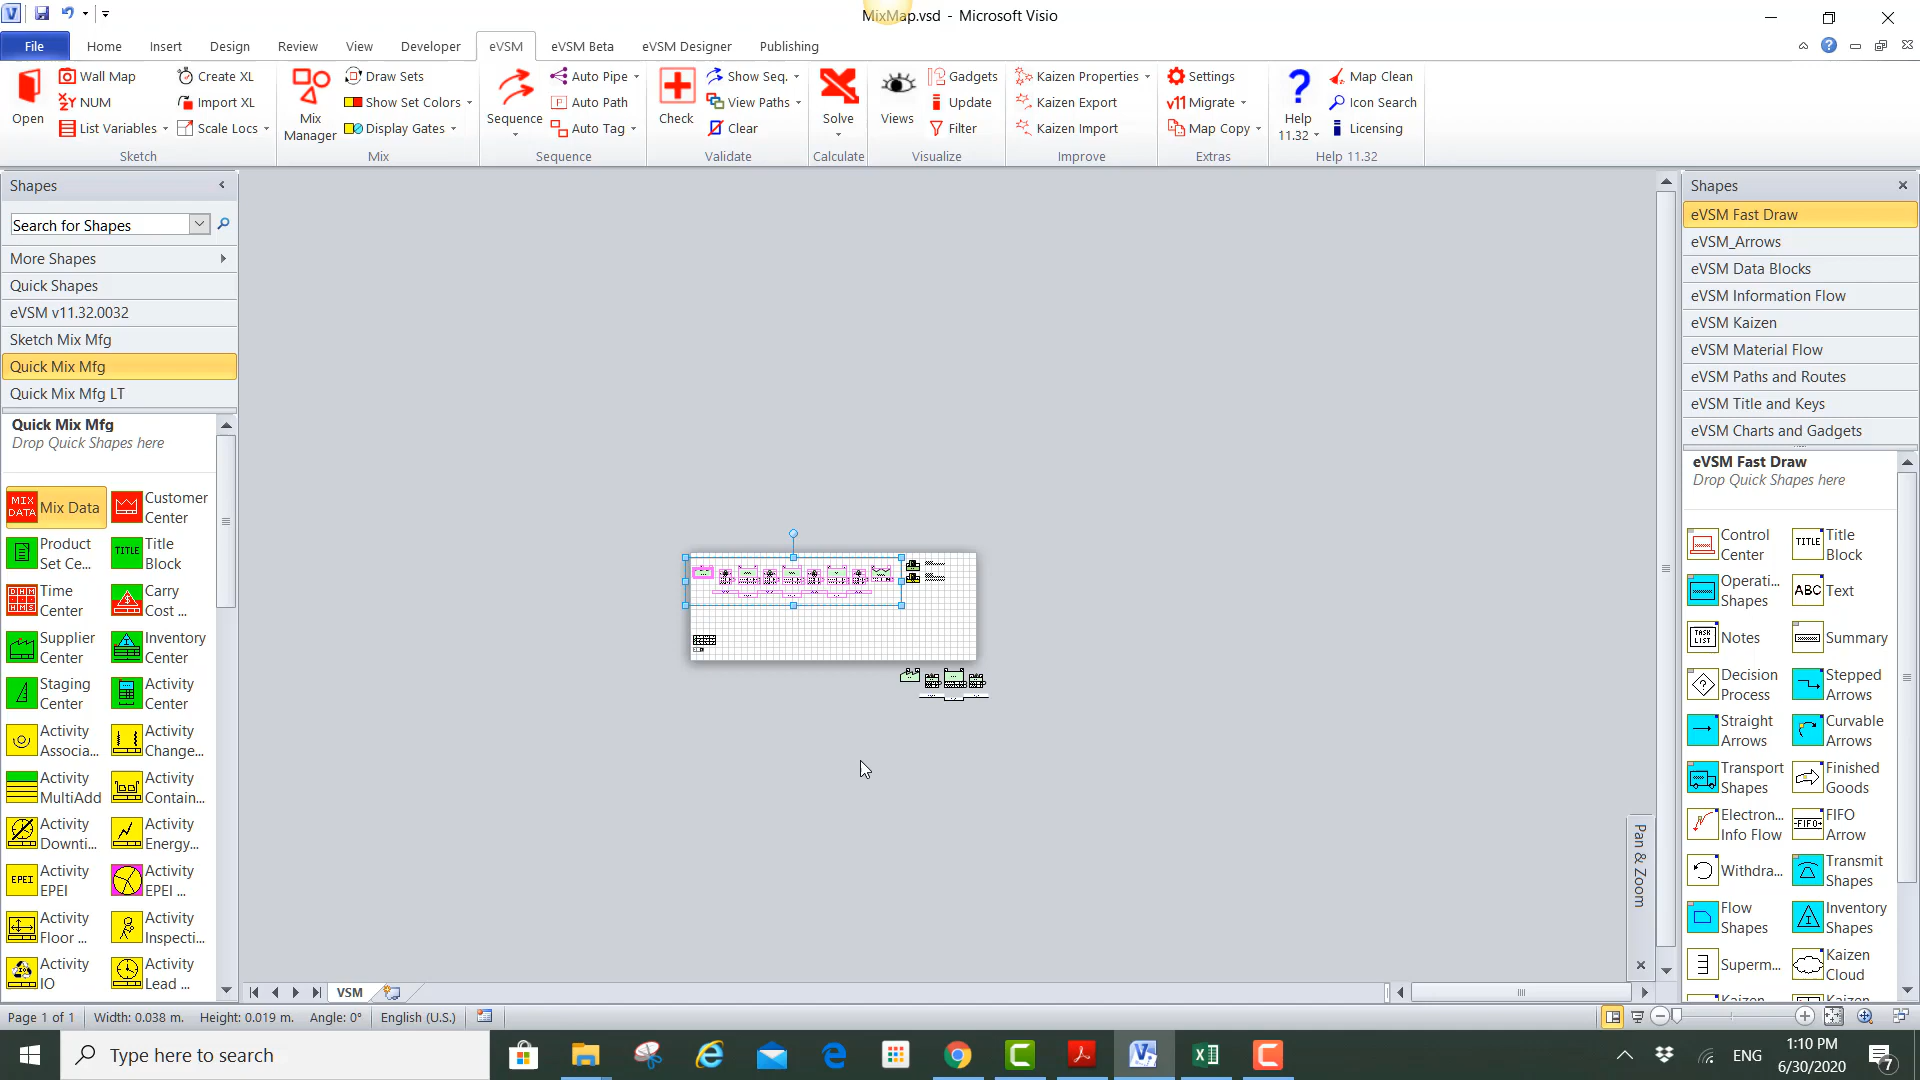 MixMap.vsd - Microsoft Visio
File
Home
Insert
Design
Review
View
Developer
eVSM
eVSM Beta
eVSM Designer
Publishing
Open
Wall Map
NUM
List Variables
Create XL
Import XL
Scale Locs
Sketch
Mix
Manager
Draw Sets
Show Set Colors
Display Gates
Mix
Sequence
Auto Pipe
Auto Path
Auto Tag
Sequence
Check
Show Seq.
View Paths
Clear
Validate
Solve
Calculate
Views
Gadgets
Update
Filter
Visualize
Kaizen Properties
Kaizen Export
Kaizen Import
Improve
Settings
v11 Migrate
Map Copy
Extras
Help
11.32
Map Clean
Icon Search
Licensing
Help 11.32
Shapes
Search for Shapes
More Shapes
Quick Shapes
eVSM v11.32.0032
Sketch Mix Mfg
Quick Mix Mfg
Quick Mix Mfg LT
Quick Mix Mfg
Drop Quick Shapes here
MIX
DATA
Mix Data
Customer
Center
Product
Set Ce...
TITLE
Title
Block
Time
Center
Carry
Cost ...
Supplier
Center
Inventory
Center
Staging
Center
Activity
Center
Activity
Associa...
Activity
Change...
Activity
MultiAdd
Activity
Contain...
Activity
Downti...
Activity
Energy...
EPEI
Activity
EPEI
Activity
EPEI ...
Activity
Floor ...
Activity
Inspecti...
Activity
IO
Activity
Lead ...
Shapes
eVSM Fast Draw
eVSM_Arrows
eVSM Data Blocks
eVSM Information Flow
eVSM Kaizen
eVSM Material Flow
eVSM Paths and Routes
eVSM Title and Keys
eVSM Charts and Gadgets
eVSM Fast Draw
Drop Quick Shapes here
Control
Center
TITLE
Title
Block
Operati...
Shapes
ABC
Text
TASK
LIST
Notes
Summary
Decision
Process
Stepped
Arrows
Straight
Arrows
Curvable
Arrows
Transport
Shapes
Finished
Goods
Electron...
Info Flow
FIFO
FIFO
Arrow
Withdra...
Transmit
Shapes
Flow
Shapes
Inventory
Shapes
Superm...
Kaizen
Cloud
Kaizen
Kaizen
Pan & Zoom
VSM
Page 1 of 1
Width: 0.038 m.
Height: 0.019 m.
Angle: 0°
English (U.S.)
Type here to search
ENG
1:10 PM
6/30/2020
7